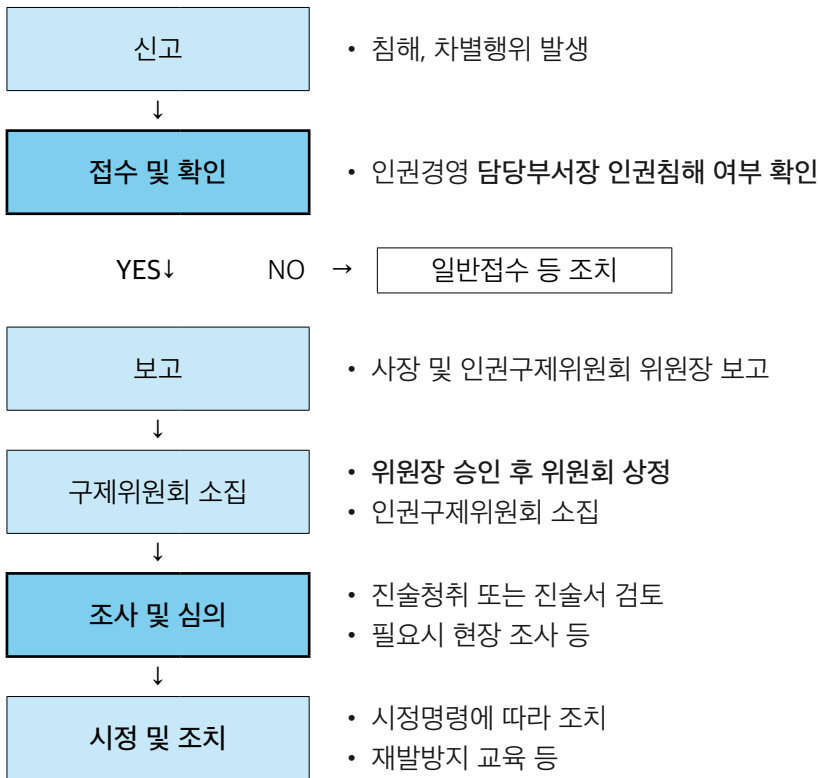 신고 • 침해, 차별행위 발생
↓
접수 및 확인 • 인권경영 담당부서장 인권침해 여부 확인
YES↓ NO → 일반접수 등 조치
보고 • 사장 및 인권구제위원회 위원장 보고
↓
구제위원회 소집 • 위원장 승인 후 위원회 상정
• 인권구제위원회 소집
↓
조사 및 심의 • 진술청취 또는 진술서 검토
• 필요시 현장 조사 등
↓
시정 및 조치 • 시정명령에 따라 조치
• 재발방지 교육 등